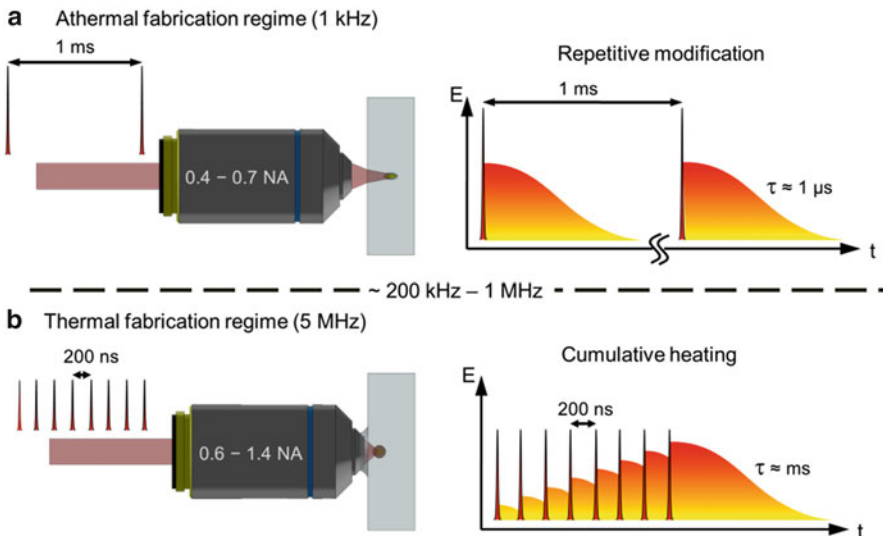 a Athermal fabrication regime (1 kHz)
1 ms
0.4 – 0.7 NA
Repetitive modification
E
1 ms
τ ≈ 1 µs
t
~ 200 kHz – 1 MHz
b Thermal fabrication regime (5 MHz)
200 ns
0.6 – 1.4 NA
Cumulative heating
E
200 ns
τ ≈ ms
t